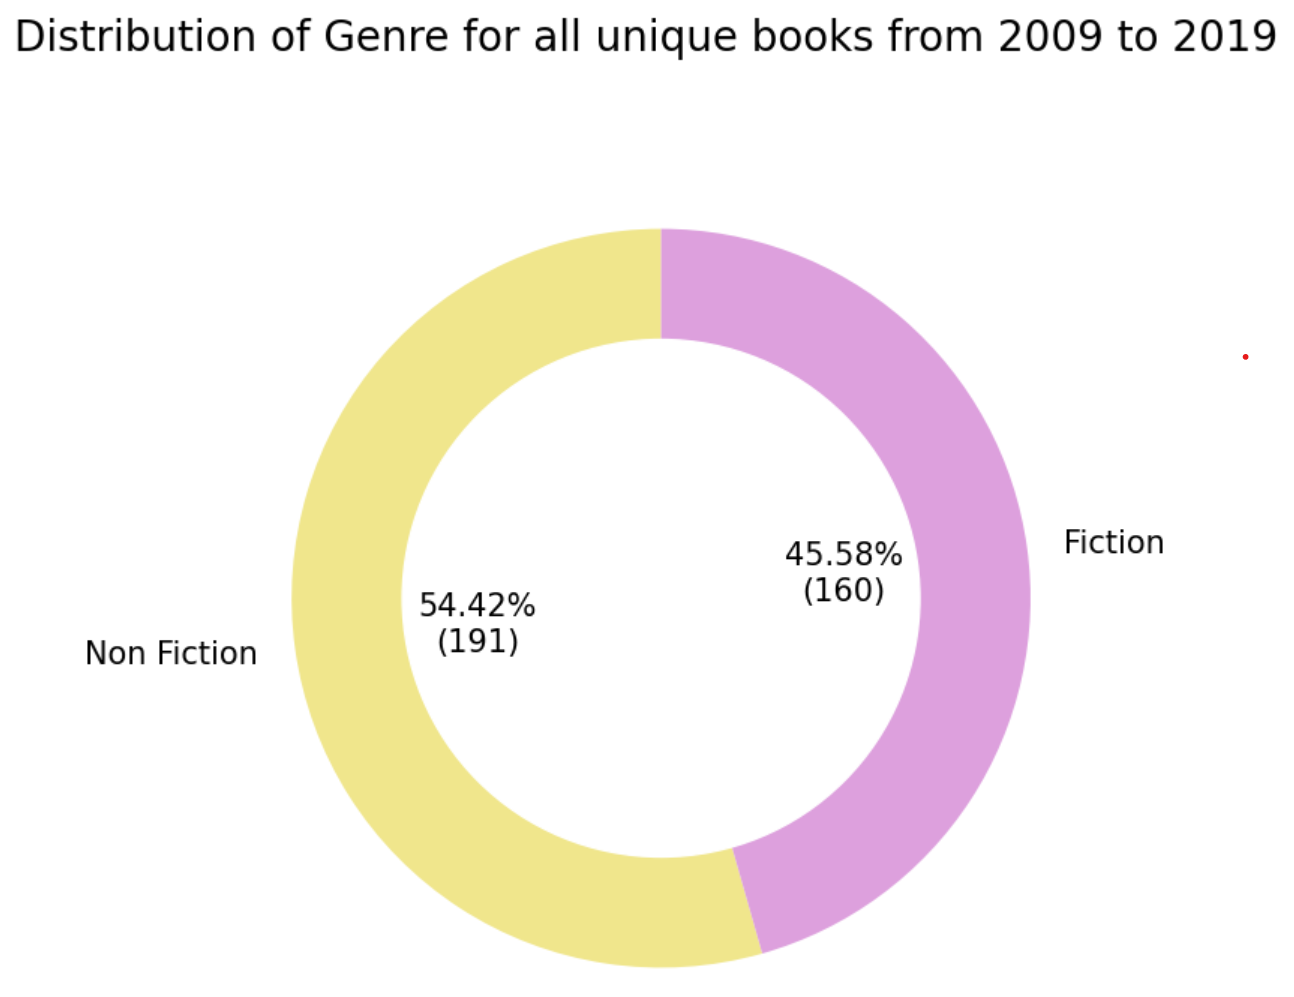 Distribution of Genre for all unique books from 2009 to 2019
Fiction
45.58%
(160)
54.42%
(191)
Non Fiction